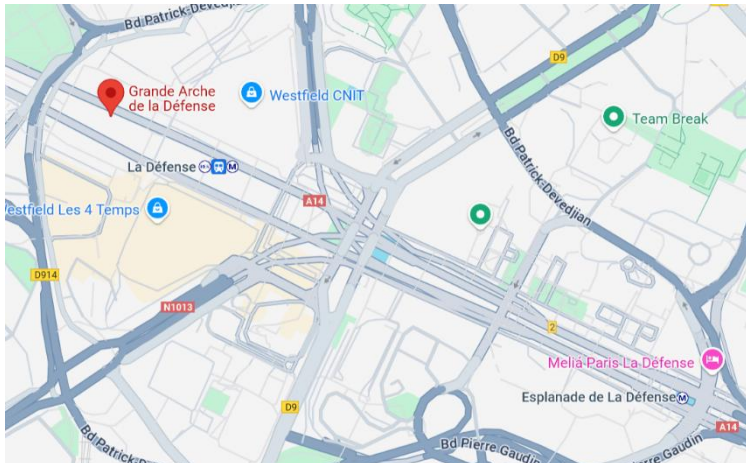 Bd Patrick-Devedjian
D9
Grande Arche
de la Défense
Westfield CNIT
Team Break
Bd Patrick-Devedjian
La Défense
M
A14
estfield Les 4 Temps
D914
N1013
2
Meliá Paris La Défense
Esplanade de La Défense
M
D9
A14
Bd Patrick-D
Bd Pierre Gaudin